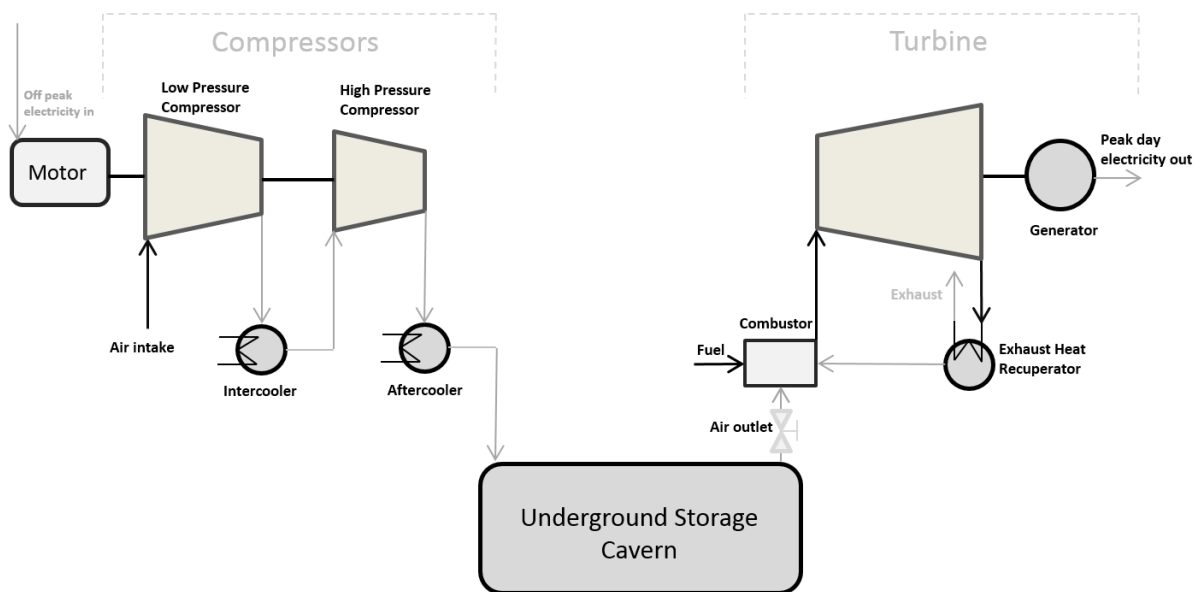 Compressors
Turbine
Off peak
electricity in
Low Pressure
Compressor
High Pressure
Compressor
Motor
Peak day
electricity out
Generator
Air intake
Intercooler
Aftercooler
Exhaust
Combustor
Fuel
Exhaust Heat
Recuperator
Air outlet
Underground Storage
Cavern